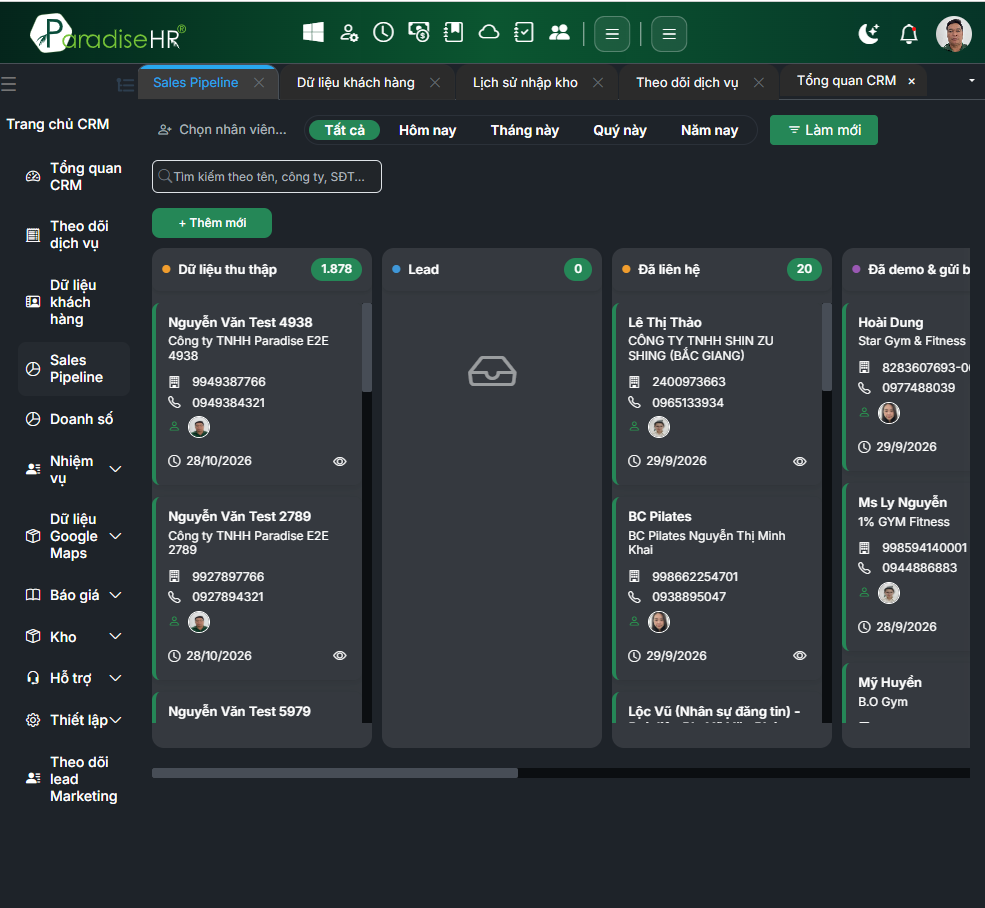 ParadiseHR®
Sales Pipeline
Dữ liệu khách hàng
Lịch sử nhập kho
Theo dõi dịch vụ
Tổng quan CRM
Trang chủ CRM
Tổng quan
CRM
Theo dõi
dịch vụ
Dữ liệu
khách
hàng
Sales
Pipeline
Doanh số
Nhiệm
vụ
Dữ liệu
Google
Maps
Báo giá
Kho
Hỗ trợ
Thiết lập
Theo dõi
lead
Marketing
Chọn nhân viên...
Tất cả
Hôm nay
Tháng này
Quý này
Năm nay
Làm mới
Tìm kiếm theo tên, công ty, SĐT...
+ Thêm mới
Dữ liệu thu thập
1.878
Nguyễn Văn Test 4938
Công ty TNHH Paradise E2E
4938
9949387766
0949384321
28/10/2026
Nguyễn Văn Test 2789
Công ty TNHH Paradise E2E
2789
9927897766
0927894321
28/10/2026
Nguyễn Văn Test 5979
Lead
0
Đã liên hệ
20
Lê Thị Thảo
CÔNG TY TNHH SHIN ZU
SHING (BẮC GIANG)
2400973663
0965133934
29/9/2026
BC Pilates
BC Pilates Nguyễn Thị Minh
Khai
998662254701
0938895047
29/9/2026
Lộc Vũ (Nhân sự đăng tin) -
Đã demo & gửi b
Hoài Dung
Star Gym & Fitness
8283607693-00
0977488039
29/9/2026
Ms Ly Nguyễn
1% GYM Fitness
998594140001
0944886883
28/9/2026
Mỹ Huyền
B.O Gym